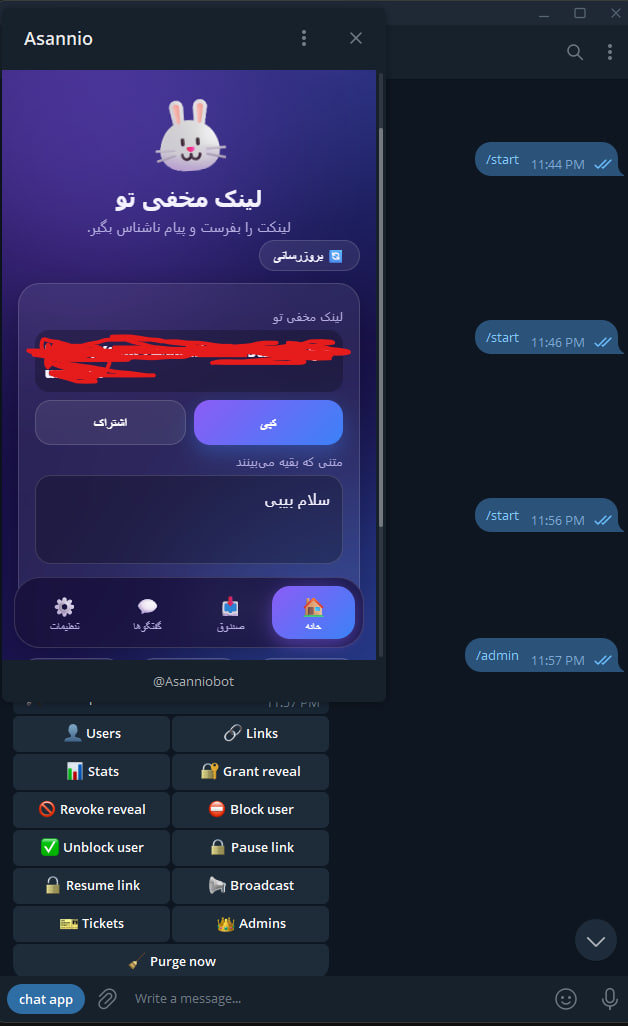 Asannio
لینک مخفی تو
لینکت را بفرست و پیام ناشناس بگیر.
بروزرسانی
لینک مخفی تو
کپی
اشتراک
متنی که بقیه می‌بینند
سلام بیبی
خانه
صندوق
گفتگوها
تنظیمات
@Asanniobot
/start 11:44 PM
/start 11:46 PM
/start 11:56 PM
/admin 11:57 PM
11:57 PM
Users
Links
Stats
Grant reveal
Revoke reveal
Block user
Unblock user
Pause link
Resume link
Broadcast
Tickets
Admins
Purge now
chat app
Write a message...